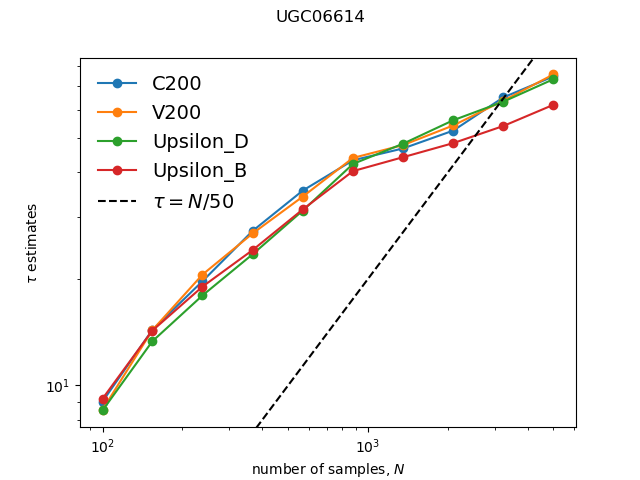 UGC06614
C200
V200
Upsilon_D
Upsilon_B
τ = N/50
τ estimates
10¹
10² 10³
number of samples, N